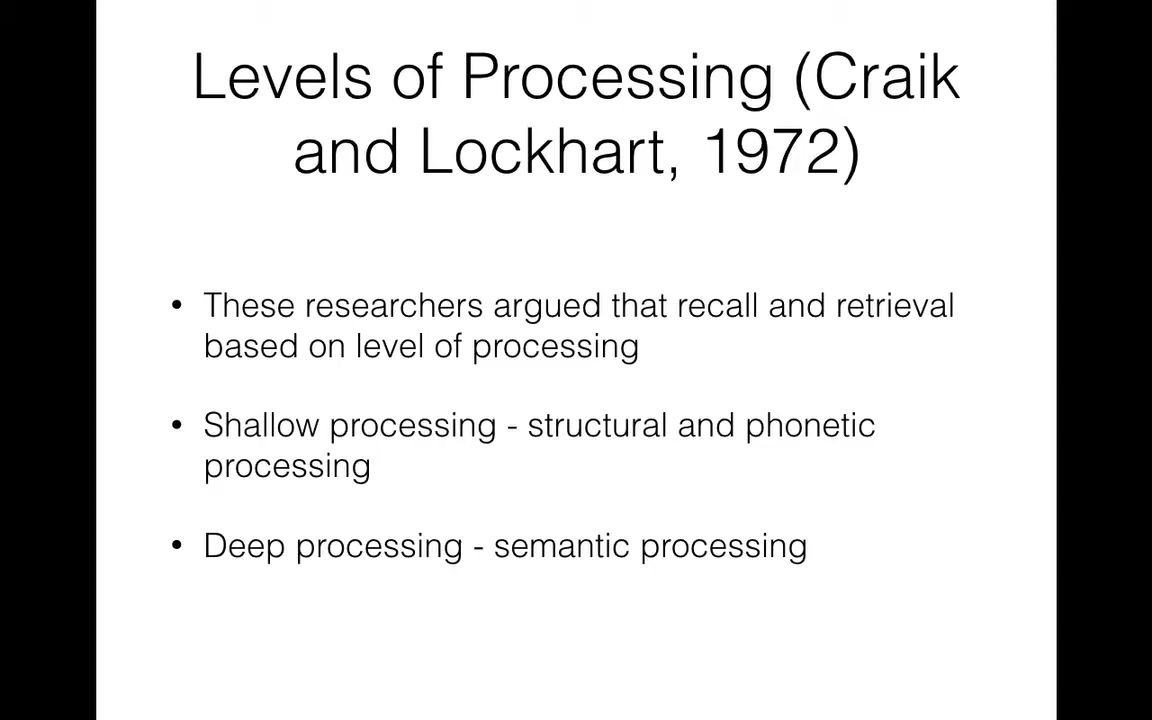 Levels of Processing (Craik
and Lockhart, 1972)
• These researchers argued that recall and retrieval
based on level of processing
• Shallow processing - structural and phonetic
processing
• Deep processing - semantic processing